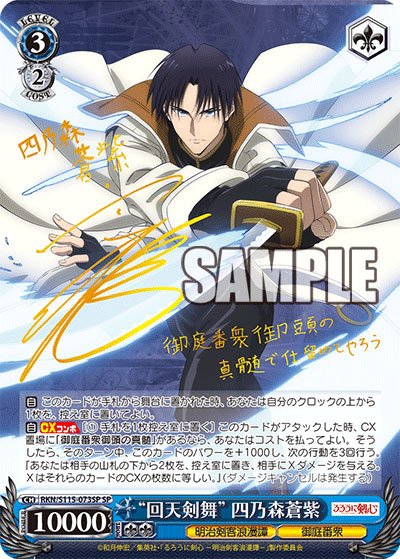 LEVEL
3
2
COST
四乃森
蒼紫
SAMPLE
御庭番衆御頭の
真髄で仕留めてやろう
自 このカードが手札から舞台に置かれた時、あなたは自分のクロックの上から
1枚を、控え室に置いてよい。
自 CXコンボ [① 手札を1枚控え室に置く] このカードがアタックした時、CX
置場に「御庭番衆御頭の真髄」があるなら、あなたはコストを払ってよい。そう
したら、そのターン中、このカードのパワーを+1000し、次の行動を3回行う。
『あなたは相手の山札の下から2枚を、控え室に置き、相手にXダメージを与える。
Xはそれらのカードの CXの枚数に等しい。』(ダメージキャンセルは発生する)
CH RKN/S115-073SP SP
10000
“回天剣舞” 四乃森蒼紫
るろうに剣心
明治剣客浪漫譚
御庭番衆
©和月伸宏/集英社・「るろうに剣心 -明治剣客浪漫譚-」製作委員会